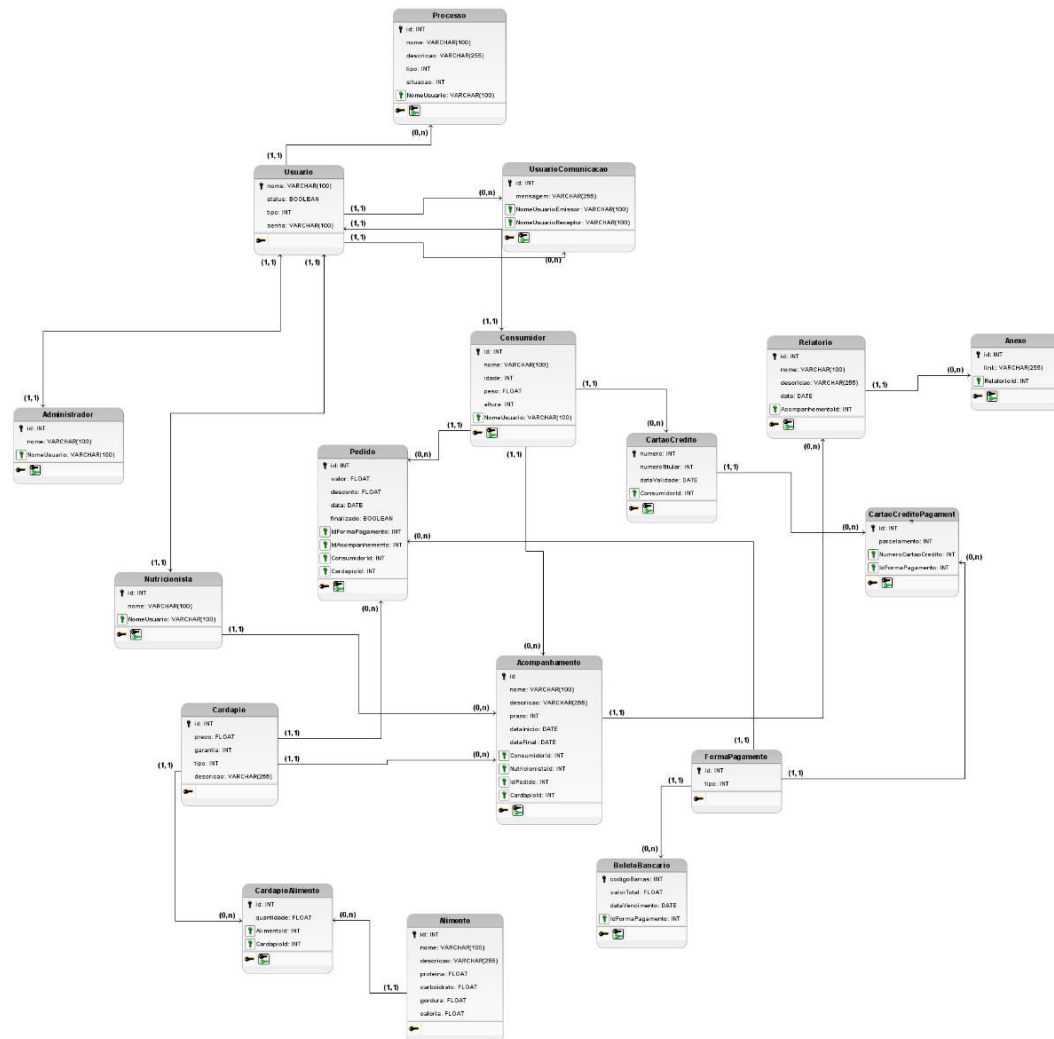 Processo
id: INT
nome: VARCHAR(100)
descricao: VARCHAR(255)
tipo: INT
situacao: INT
NomeUsuario: VARCHAR(100)
(0,n)
(1,1)
Usuario
nome: VARCHAR(100)
status: BOOLEAN
tipo: INT
senha: VARCHAR(100)
(1,1)
(0,n)
(1,1)
(1,1)
(0,n)
(1,1)
(1,1)
UsuarioComunicacao
id: INT
mensagem: VARCHAR(255)
NomeUsuarioEmissor: VARCHAR(100)
NomeUsuarioReceptor: VARCHAR(100)
(1,1)
Consumidor
id: INT
nome: VARCHAR(100)
idade: INT
peso: FLOAT
altura: INT
NomeUsuario: VARCHAR(100)
(1,1)
(0,n)
(1,1)
(0,n)
(1,1)
Relatorio
id: INT
nome: VARCHAR(100)
descricao: VARCHAR(255)
data: DATE
AcompanhamentoId: INT
(1,1)
(0,n)
(0,n)
Anexo
id: INT
link: VARCHAR(255)
RelatorioId: INT
(1,1)
Administrador
id: INT
nome: VARCHAR(100)
NomeUsuario: VARCHAR(100)
Pedido
id: INT
valor: FLOAT
desconto: FLOAT
data: DATE
finalizado: BOOLEAN
IdFormaPagamento: INT
IdAcompanhemento: INT
ConsumidorId: INT
CardapioId: INT
(0,n)
(0,n)
CartaoCredito
numero: INT
numeroTitular: INT
dataValidade: DATE
ConsumidorId: INT
(1,1)
(0,n)
CartaoCreditoPagament
o
id: INT
parcelamento: INT
NumeroCartaoCredito: INT
IdFormaPagamento: INT
(0,n)
(1,1)
Nutricionista
id: INT
nome: VARCHAR(100)
NomeUsuario: VARCHAR(100)
(1,1)
(0,n)
(0,n)
Acompanhamento
id
nome: VARCHAR(100)
descricao: VARCHAR(255)
prazo: INT
dataInicio: DATE
dataFinal: DATE
ConsumidorId: INT
NutricionistaId: INT
IdPedido: INT
CardapioId: INT
(1,1)
Cardapio
id: INT
preco: FLOAT
garantia: INT
tipo: INT
descricao: VARCHAR(255)
(1,1)
(1,1)
(0,n)
(1,1)
(1,1)
FormaPagamento
id: INT
tipo: INT
(1,1)
(1,1)
(0,n)
BoletoBancario
codigoBarras: INT
valorTotal: FLOAT
dataVencimento: DATE
IdFormaPagamento: INT
CardapioAlimento
id: INT
quantidade: FLOAT
AlimentoId: INT
CardapioId: INT
(0,n)
(0,n)
(1,1)
Alimento
id: INT
nome: VARCHAR(100)
descricao: VARCHAR(255)
proteina: FLOAT
carboidrato: FLOAT
gordura: FLOAT
caloria: FLOAT